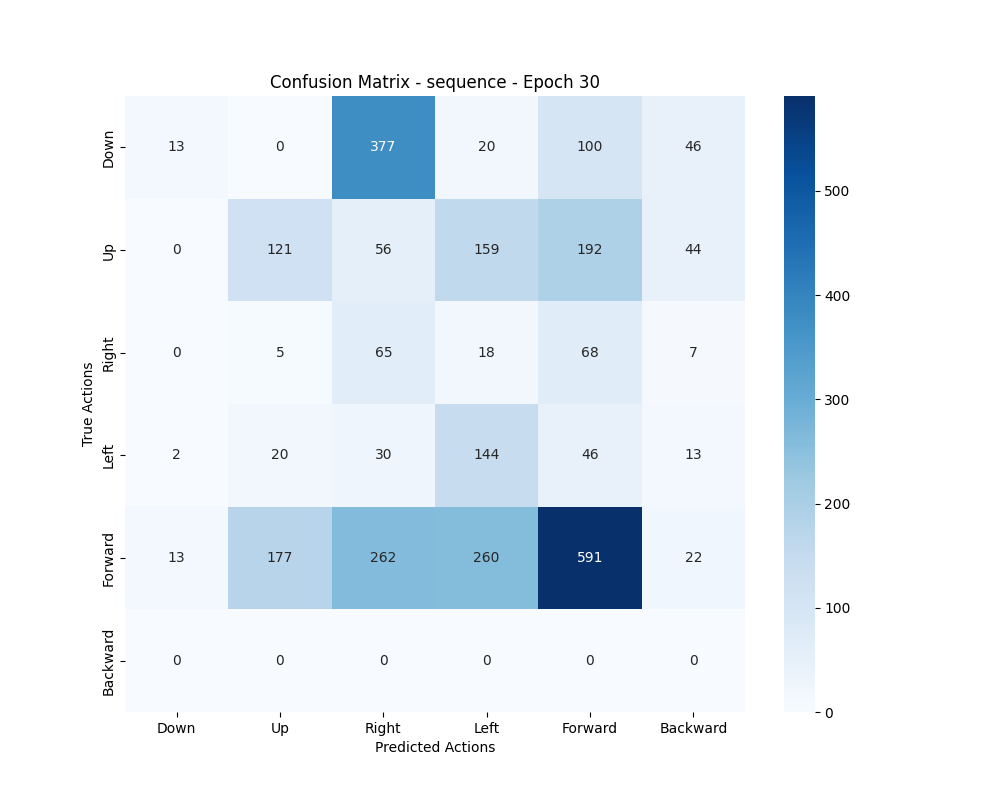 Confusion Matrix - sequence - Epoch 30
True Actions
Down 13 0 377 20 100 46
Up 0 121 56 159 192 44
Right 0 5 65 18 68 7
Left 2 20 30 144 46 13
Forward 13 177 262 260 591 22
Backward 0 0 0 0 0 0
Down Up Right Left Forward Backward
Predicted Actions
500
400
300
200
100
0